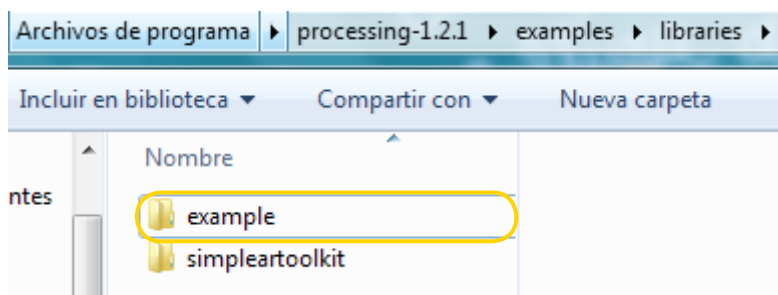 Archivos de programa processing-1.2.1 examples libraries
Incluir en biblioteca Compartir con Nueva carpeta
Nombre
ntes
example
simpleartoolkit